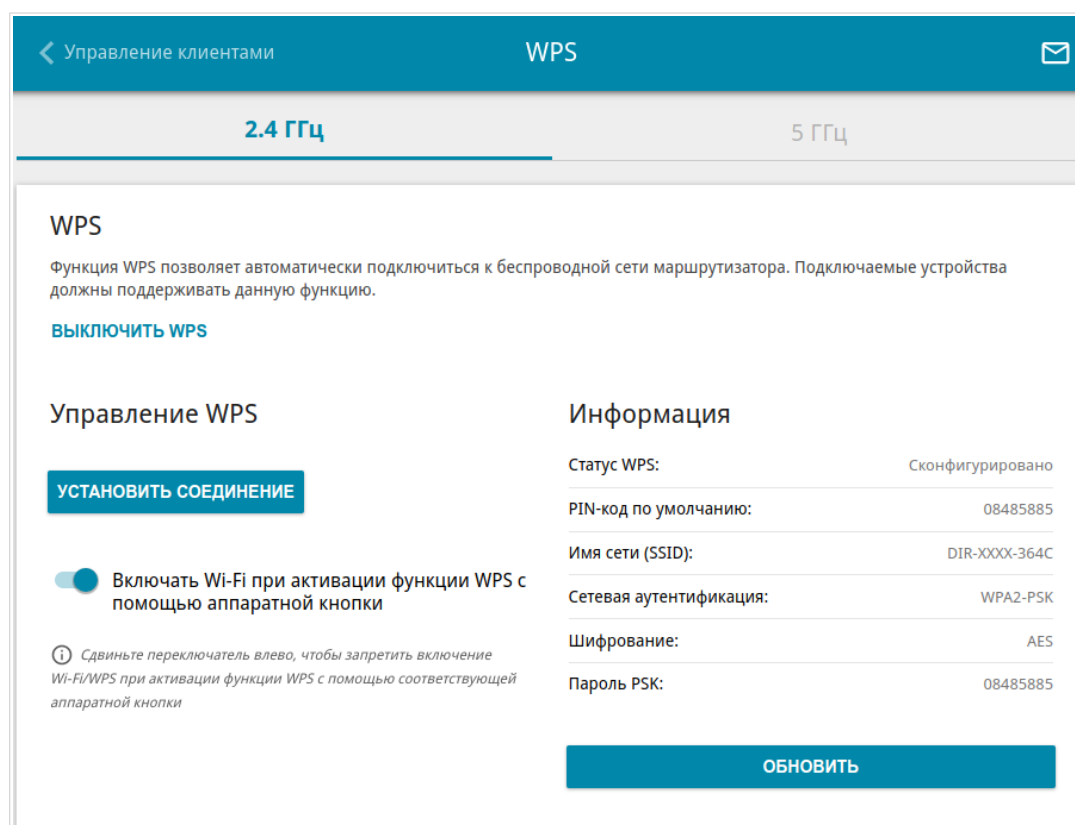 Управление клиентами
WPS
2.4 ГГц
5 ГГц
WPS
Функция WPS позволяет автоматически подключиться к беспроводной сети маршрутизатора. Подключаемые устройства
должны поддерживать данную функцию.
ВЫКЛЮЧИТЬ WPS
Управление WPS
УСТАНОВИТЬ СОЕДИНЕНИЕ
Включать Wi-Fi при активации функции WPS с
помощью аппаратной кнопки
Сдвиньте переключатель влево, чтобы запретить включение
Wi-Fi/WPS при активации функции WPS с помощью соответствующей
аппаратной кнопки
Информация
Статус WPS: Сконфигурировано
PIN-код по умолчанию: 08485885
Имя сети (SSID): DIR-XXXX-364C
Сетевая аутентификация: WPA2-PSK
Шифрование: AES
Пароль PSK: 08485885
ОБНОВИТЬ